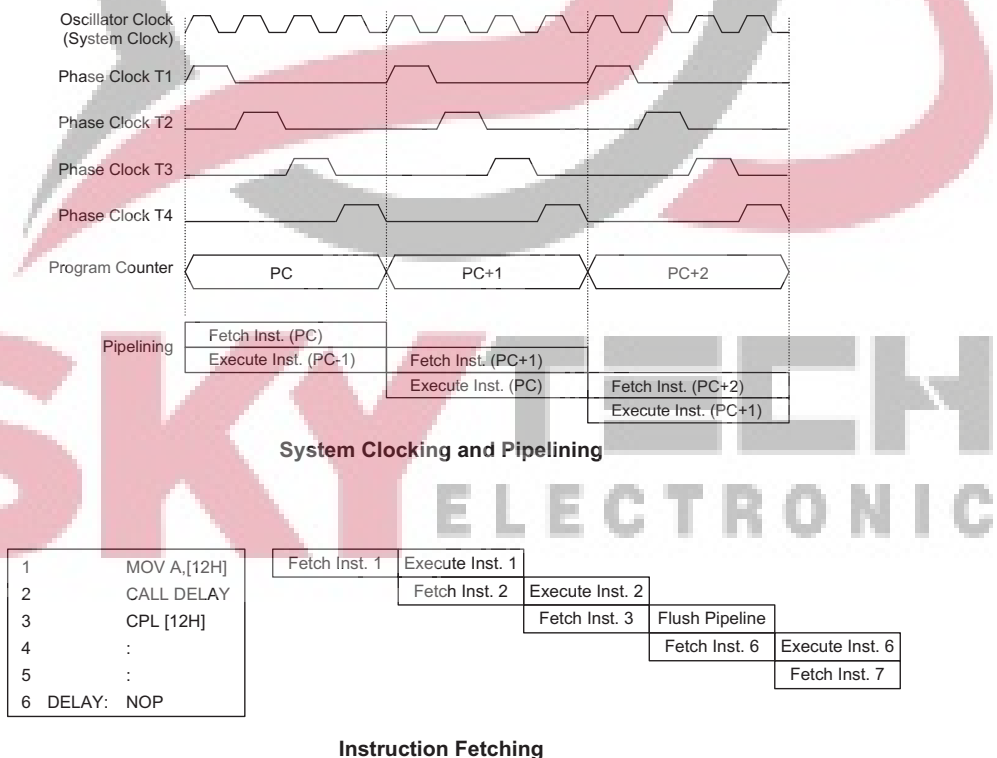 Oscillator Clock
(System Clock)
Phase Clock T1
Phase Clock T2
Phase Clock T3
Phase Clock T4
Program Counter
PC
PC+1
PC+2
Pipelining
Fetch Inst. (PC)
Execute Inst. (PC-1)
Fetch Inst. (PC+1)
Execute Inst. (PC)
Fetch Inst. (PC+2)
Execute Inst. (PC+1)
System Clocking and Pipelining
SKYTECH
ELECTRONIC
1 MOV A,[12H]
2 CALL DELAY
3 CPL [12H]
4 :
5 :
6 DELAY: NOP
Fetch Inst. 1
Execute Inst. 1
Fetch Inst. 2
Execute Inst. 2
Fetch Inst. 3
Flush Pipeline
Fetch Inst. 6
Execute Inst. 6
Fetch Inst. 7
Instruction Fetching